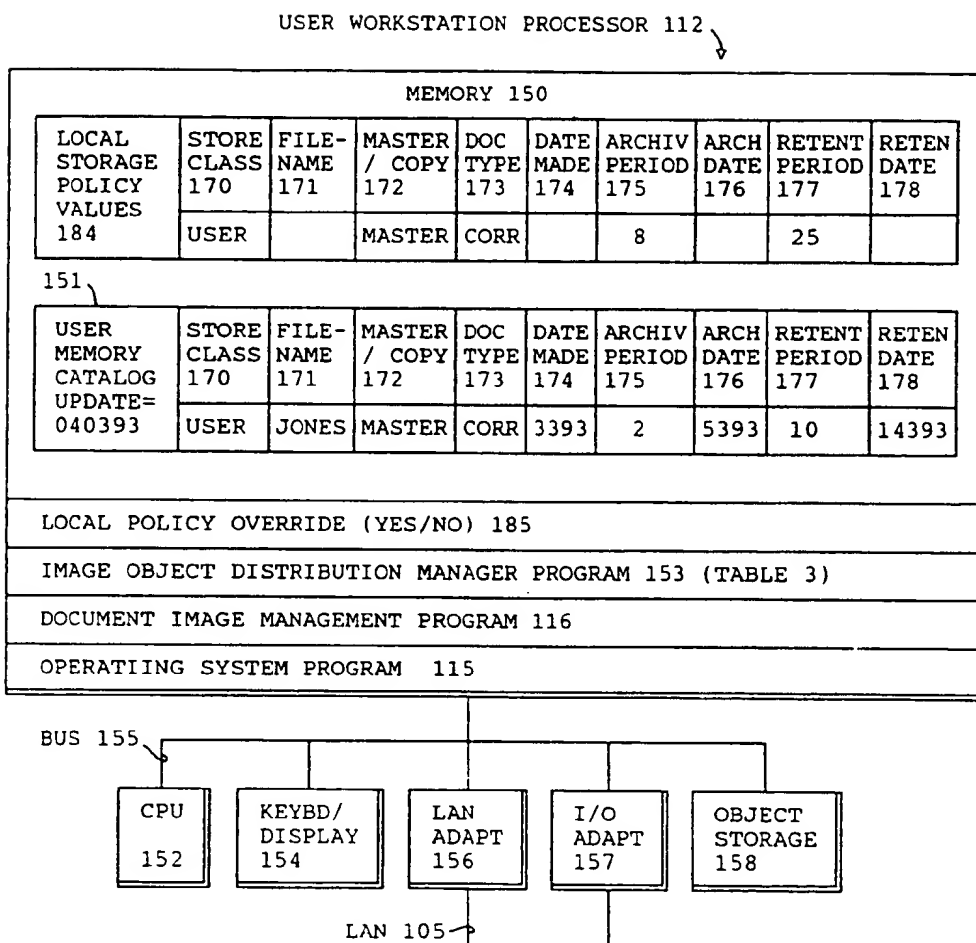 USER WORKSTATION PROCESSOR 112
MEMORY 150
LOCAL STORAGE POLICY VALUES 184
STORE CLASS 170
FILE-NAME 171
MASTER / COPY 172
DOC TYPE 173
DATE MADE 174
ARCHIV PERIOD 175
ARCH DATE 176
RETENT PERIOD 177
RETEN DATE 178
USER MASTER CORR 8 25
151
USER MEMORY CATALOG UPDATE= 040393
STORE CLASS 170
FILE-NAME 171
MASTER / COPY 172
DOC TYPE 173
DATE MADE 174
ARCHIV PERIOD 175
ARCH DATE 176
RETENT PERIOD 177
RETEN DATE 178
USER JONES MASTER CORR 3393 2 5393 10 14393
LOCAL POLICY OVERRIDE (YES/NO) 185
IMAGE OBJECT DISTRIBUTION MANAGER PROGRAM 153 (TABLE 3)
DOCUMENT IMAGE MANAGEMENT PROGRAM 116
OPERATIING SYSTEM PROGRAM 115
BUS 155
CPU 152
KEYBD/ DISPLAY 154
LAN ADAPT 156
I/O ADAPT 157
OBJECT STORAGE 158
LAN 105